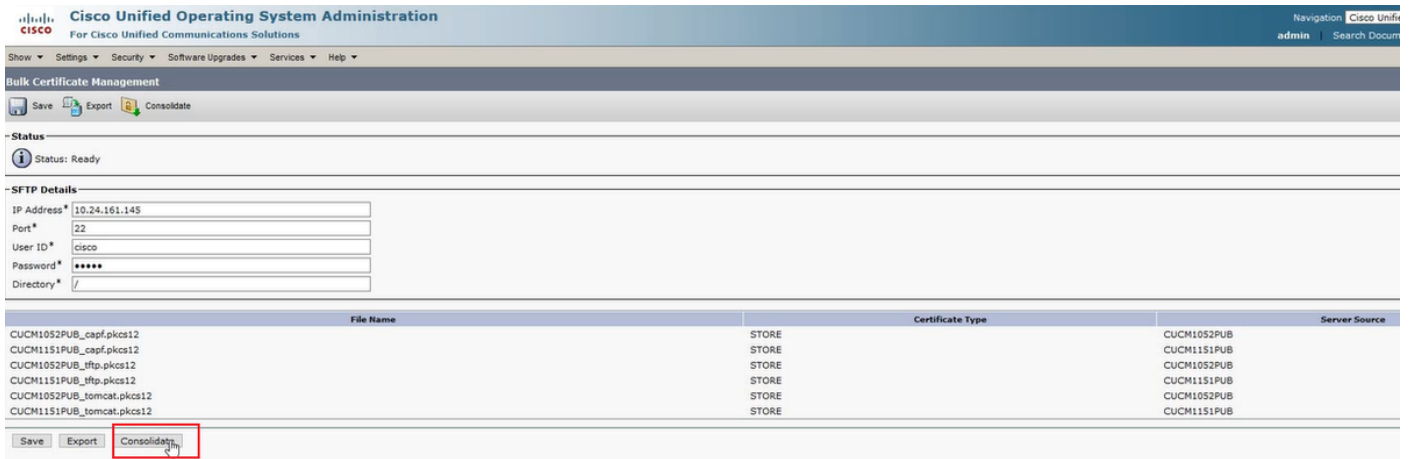 Cisco Unified Operating System Administration
Navigation Cisco Unifi
CISCO For Cisco Unified Communications Solutions
admin | Search Docum
Show Settings Security Software Upgrades Services Help
Bulk Certificate Management
Save Export Consolidate
Status
Status: Ready
SFTP Details
IP Address* 10.24.161.145
Port* 22
User ID* cisco
Password* •••••
Directory* /
File Name Certificate Type Server Source
CUCM1052PUB_capf.pkcs12 STORE CUCM1052PUB
CUCM1151PUB_capf.pkcs12 STORE CUCM1151PUB
CUCM1052PUB_tftp.pkcs12 STORE CUCM1052PUB
CUCM1151PUB_tftp.pkcs12 STORE CUCM1151PUB
CUCM1052PUB_tomcat.pkcs12 STORE CUCM1052PUB
CUCM1151PUB_tomcat.pkcs12 STORE CUCM1151PUB
Save Export Consolidate